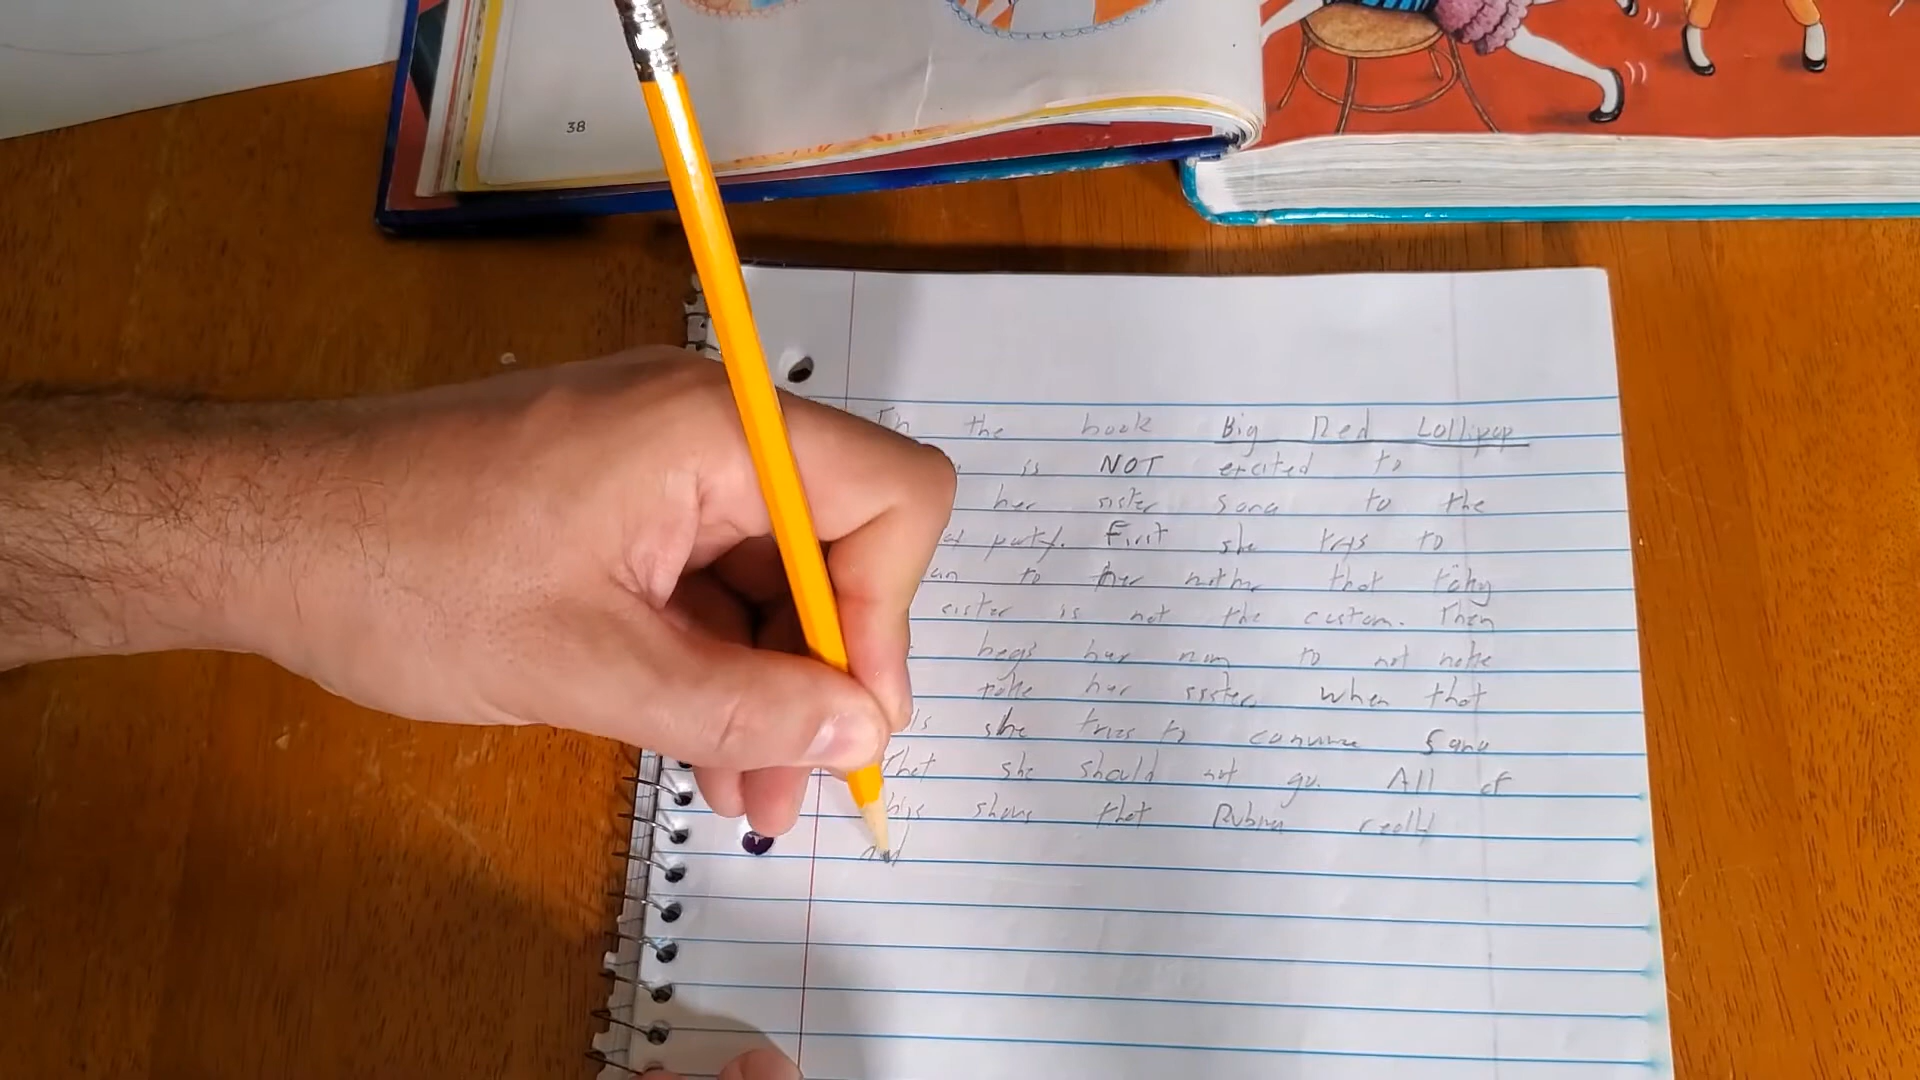 38
In the book Big Red Lollipop
is NOT excited to
her sister Sana to the
party. First she trys to
to her mother that
sister is not the custom. Then
begs her mom to not make
take her sister. When that
she tries to convince Sana
That she should not go. All of
this shows that Rubina really